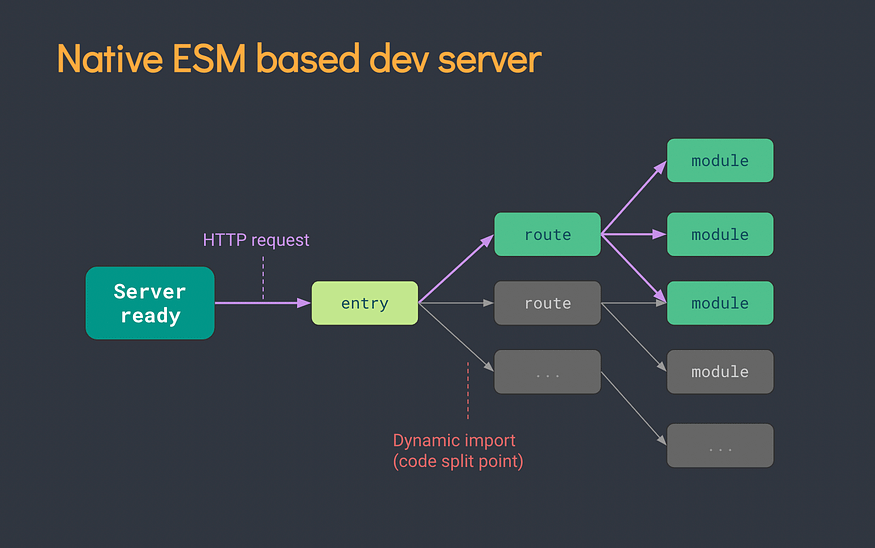 Native ESM based dev server
HTTP request
Server
ready
entry
route
route
...
module
module
module
module
...
Dynamic import
(code split point)